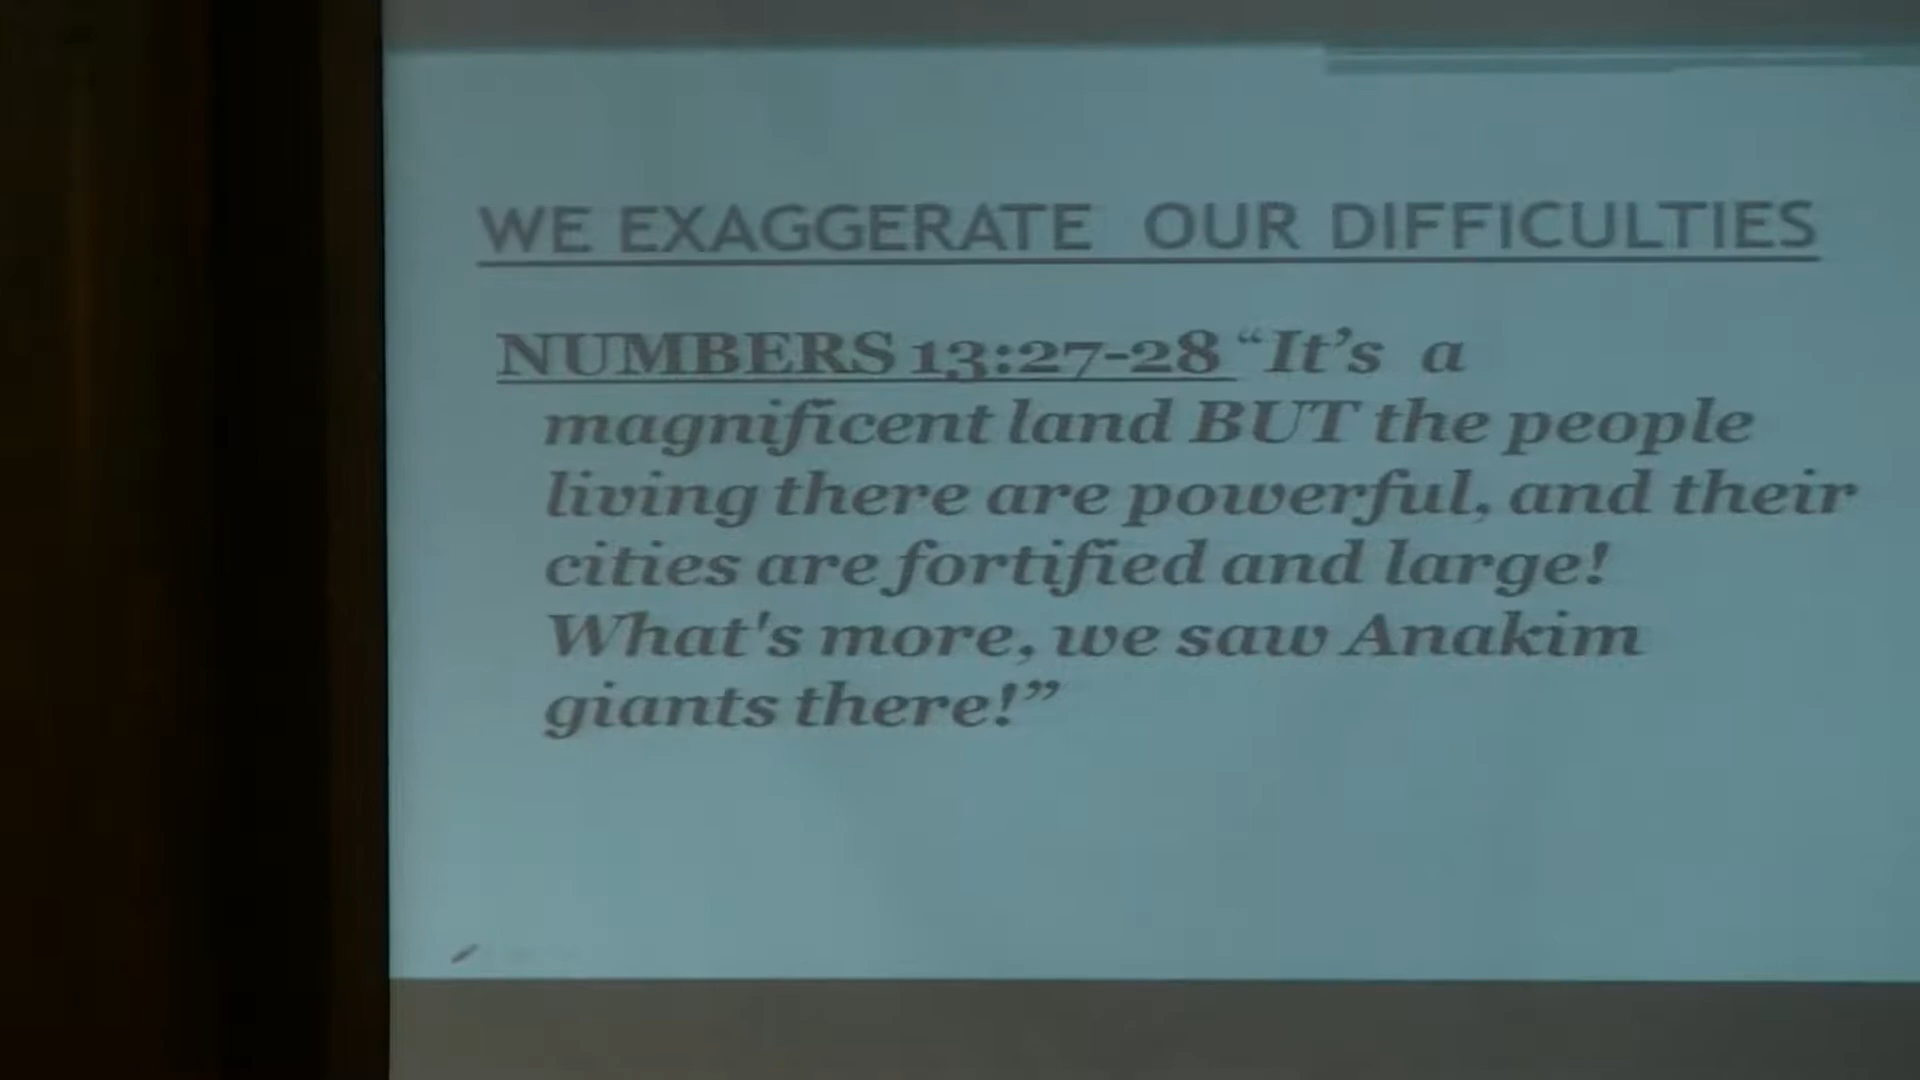 WE EXAGGERATE OUR DIFFICULTIES
NUMBERS 13:27-28 “It’s a
magnificent land BUT the people
living there are powerful, and their
cities are fortified and large!
What's more, we saw Anakim
giants there!”